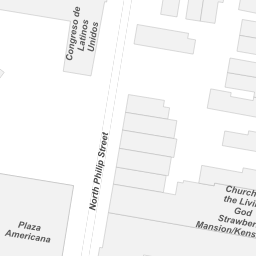 Congreso de
Latinos
Unidos
North Philip Street
Church
the Livi
God
Strawber
Mansion/Kens
Plaza
Americana